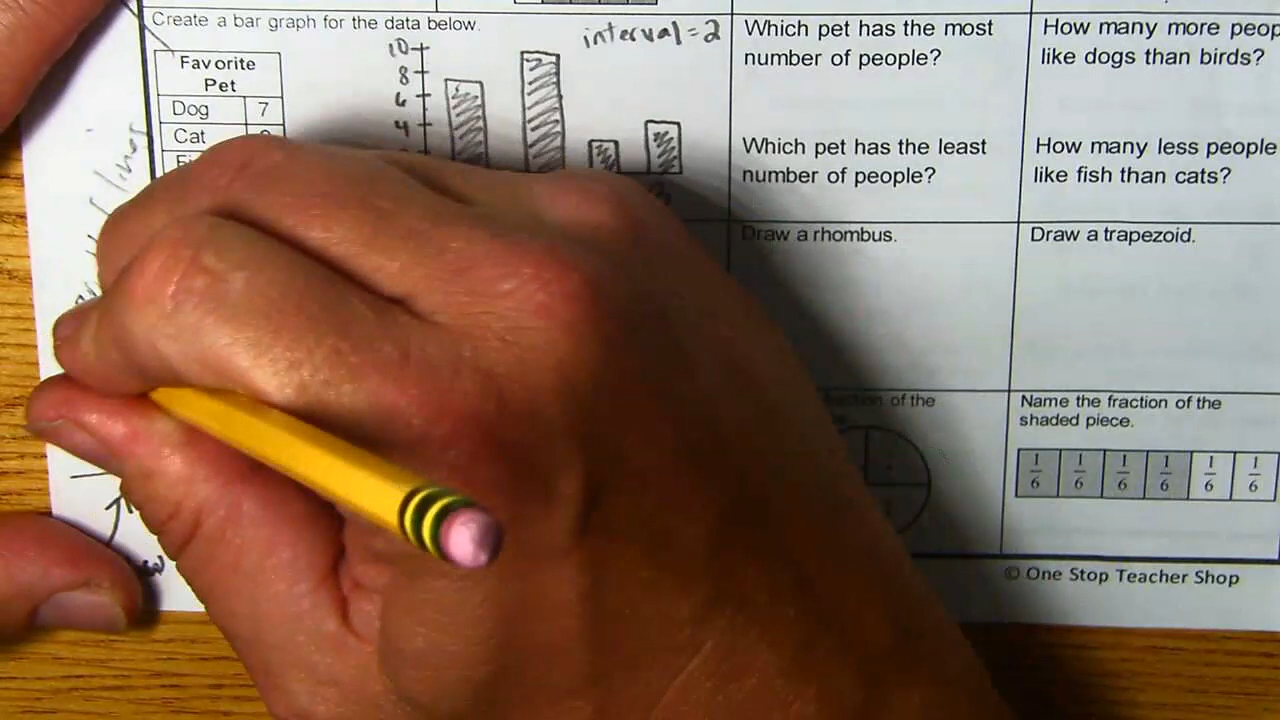 Create a bar graph for the data below.
interval=2
Favorite
Pet
Dog 7
Cat
10
8
6
4
Which pet has the most
number of people?
Which pet has the least
number of people?
How many more peop
like dogs than birds?
How many less people
like fish than cats?
Draw a rhombus.
Draw a trapezoid.
of the
Name the fraction of the
shaded piece.
1/6 1/6 1/6 1/6 1/6 1/6
© One Stop Teacher Shop